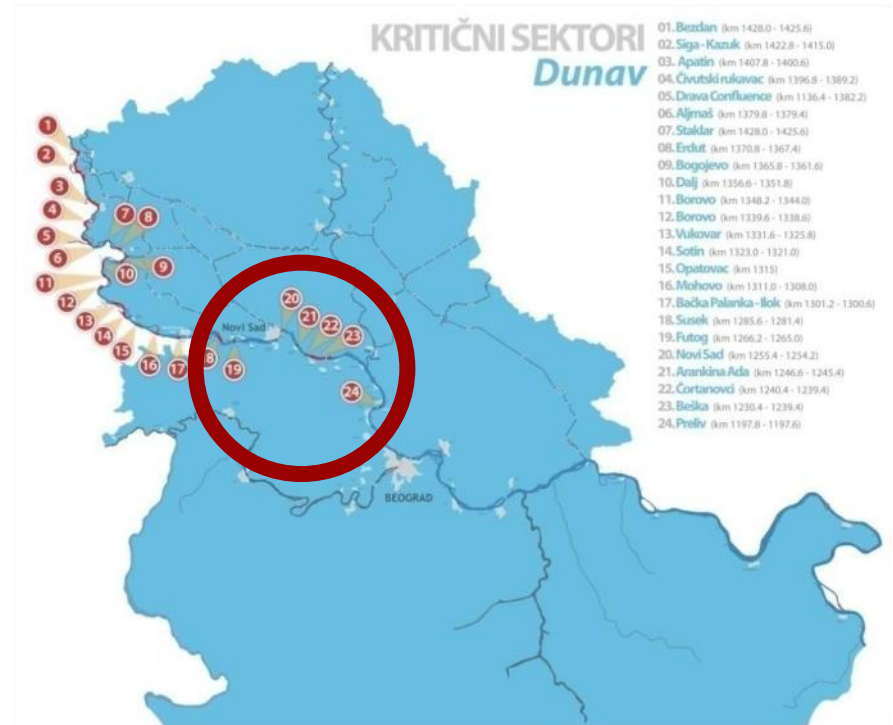 KRITIČNI SEKTORI
Dunav
01. Bezdan (km 1428.0 - 1425.6)
02. Siga - Kazuk (km 1422.8 - 1415.0)
03. Apatin (km 1407.8 - 1400.6)
04. Čivutski rukavac (km 1396.8 - 1389.2)
05. Drava Confluence (km 1136.4 - 1382.2)
06. Aljmaš (km 1379.8 - 1379.4)
07. Staklar (km 1428.0 - 1425.6)
08. Erdut (km 1370.8 - 1367.4)
09. Bogojevo (km 1365.8 - 1361.6)
10. Dalj (km 1356.6 - 1351.8)
11. Borovo (km 1348.2 - 1344.0)
12. Borovo (km 1339.6 - 1338.6)
13. Vukovar (km 1331.6 - 1325.8)
14. Sotin (km 1323.0 - 1321.0)
15. Opatovac (km 1315)
16. Mohovo (km 1311.0 - 1308.0)
17. Bačka Palanka - Ilok (km 1301.2 - 1300.6)
18. Susek (km 1285.6 - 1281.4)
19. Futog (km 1266.2 - 1265.0)
20. Novi Sad (km 1255.4 - 1254.2)
21. Arankina Ada (km 1246.6 - 1245.4)
22. Čortanovci (km 1240.4 - 1239.4)
23. Beška (km 1230.4 - 1239.4)
24. Preliv (km 1197.8 - 1197.6)
1
2
3
4
5
6
7
8
9
10
11
12
13
14
15
16
17
8
19
Novi Sad
20
21
22
23
24
BEOGRAD